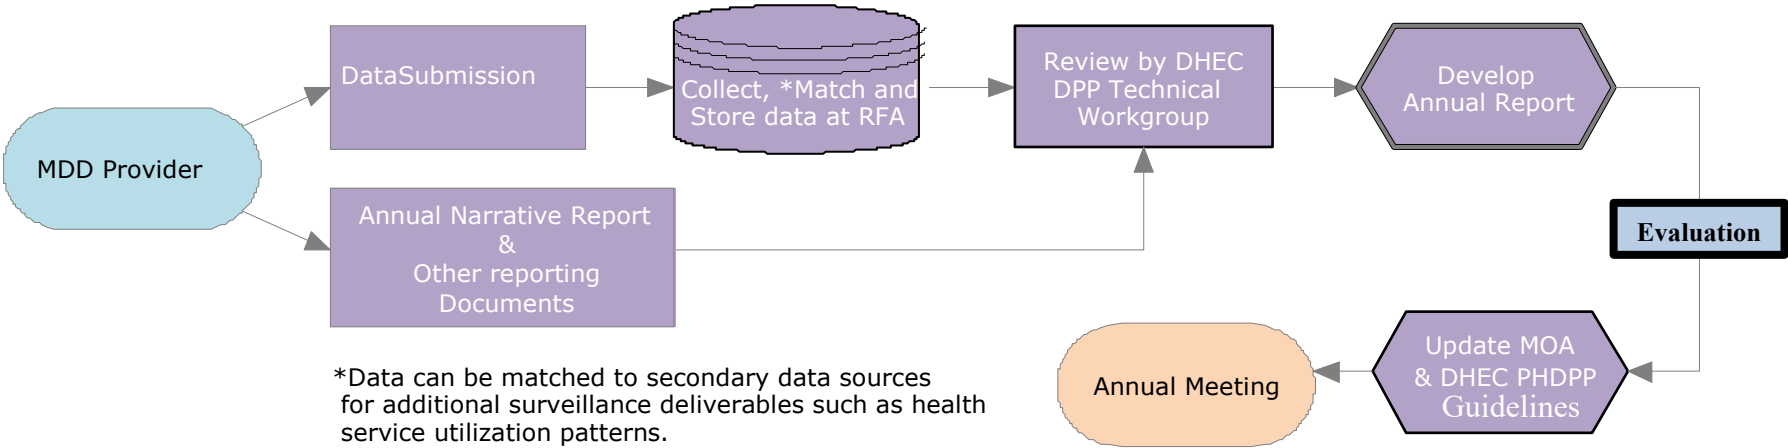 MDD Provider
DataSubmission
Collect, *Match and
Store data at RFA
Review by DHEC
DPP Technical
Workgroup
Develop
Annual Report
Annual Narrative Report
&
Other reporting
Documents
Evaluation
Update MOA
& DHEC PHDPP
Guidelines
Annual Meeting
*Data can be matched to secondary data sources
for additional surveillance deliverables such as health
service utilization patterns.